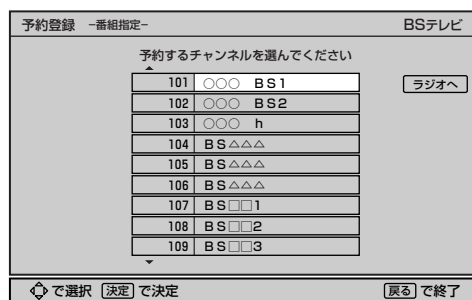 予約登録 −番組指定− BSテレビ
予約するチャンネルを選んでください
101 ○○○ BS1 ラジオへ
102 ○○○ BS2
103 ○○○ h
104 BS△△△
105 BS△△△
106 BS△△△
107 BS□□1
108 BS□□2
109 BS□□3
で選択 決定 で決定 戻る で終了